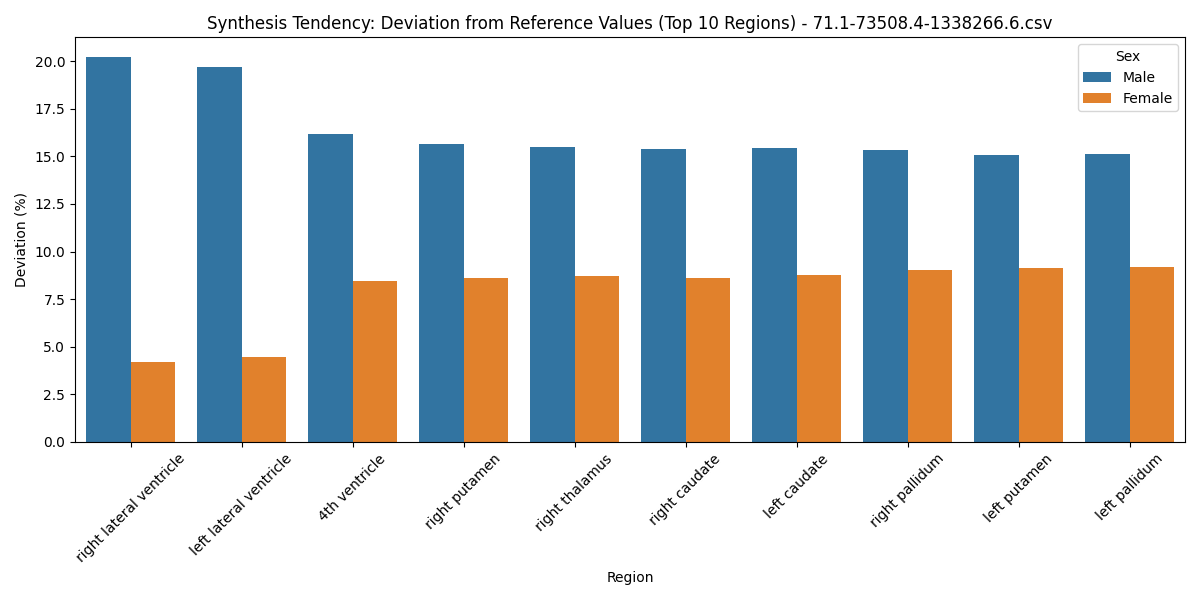 Synthesis Tendency: Deviation from Reference Values (Top 10 Regions) - 71.1-73508.4-1338266.6.csv
Sex
Male
Female
Deviation (%)
20.0
17.5
15.0
12.5
10.0
7.5
5.0
2.5
0.0
right lateral ventricle
left lateral ventricle
4th ventricle
right putamen
right thalamus
right caudate
left caudate
right pallidum
left putamen
left pallidum
Region